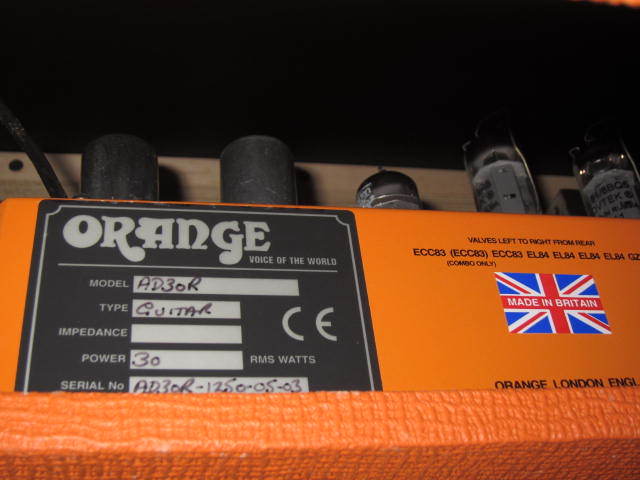 ORANGE
VOICE OF THE WORLD
MODEL AD30R
TYPE GUITAR
IMPEDANCE
POWER 30 RMS WATTS
SERIAL No AD30R-1250-05-03
CE
VALVES LEFT TO RIGHT FROM REAR
ECC83 (ECC83) ECC83 EL84 EL84 EL84 EL84 GZ
(COMBO ONLY)
MADE IN BRITAIN
ORANGE LONDON ENGL